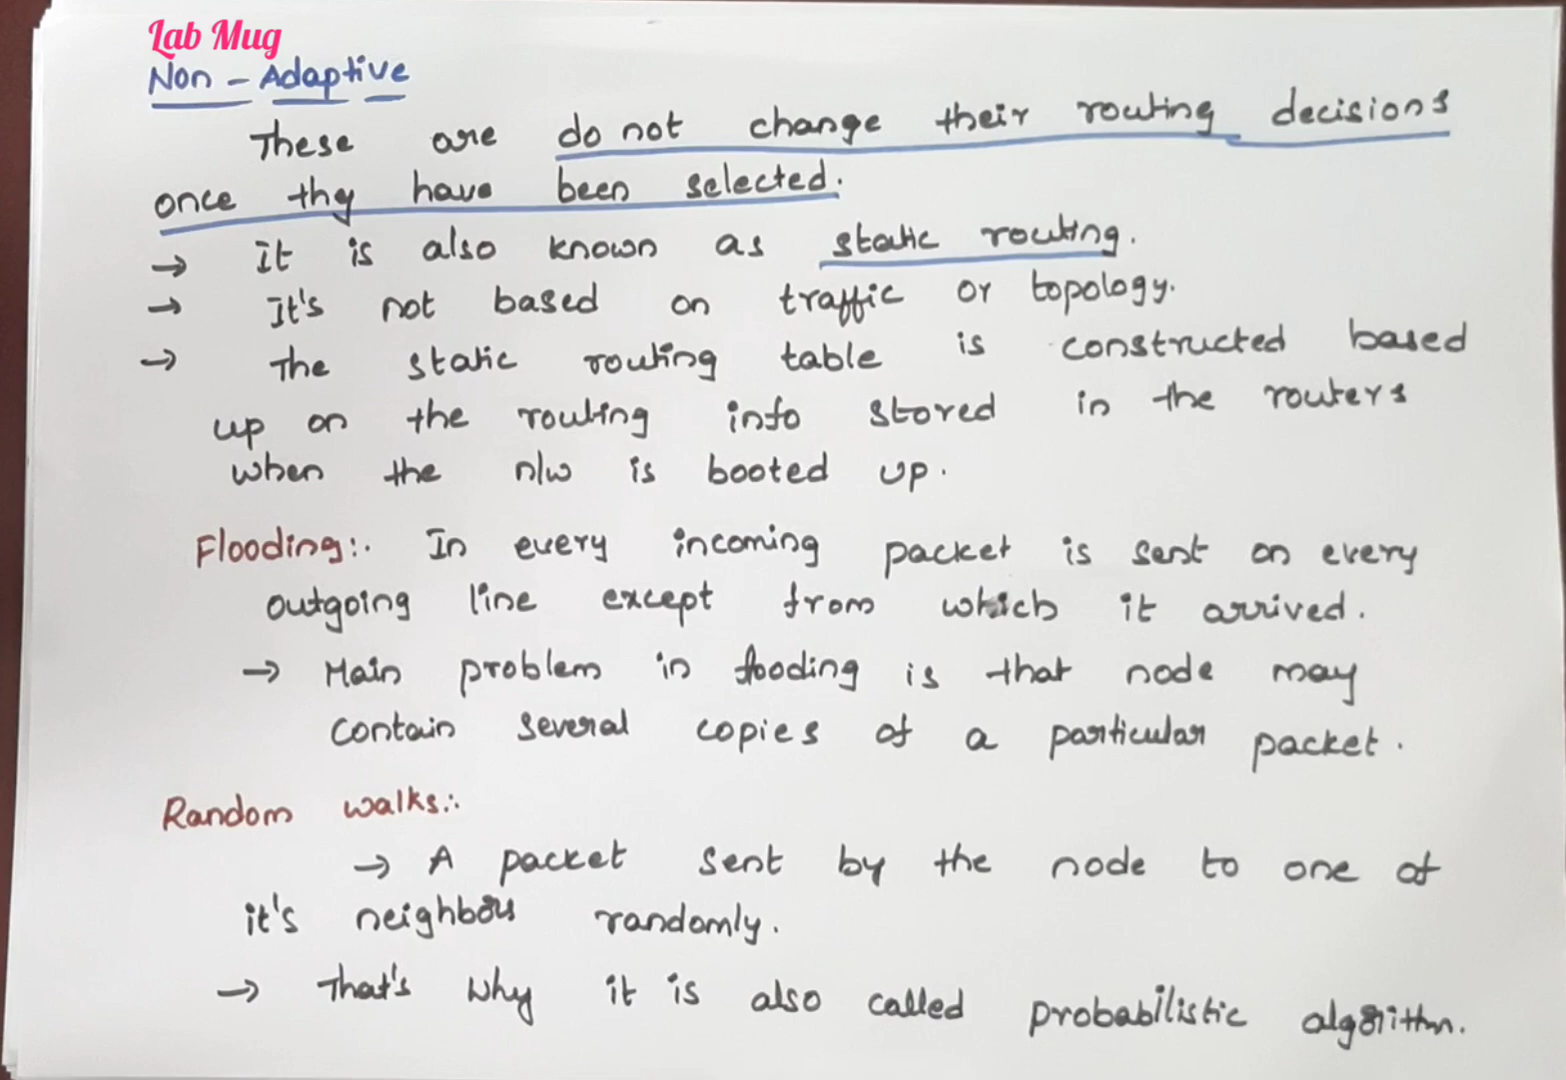 Lab Mug
Non - Adaptive
These are do not change their routing decisions
once thy have been selected.
→ It is also known as static routing.
→ It's not based on traffic or topology.
→ The static routing table is constructed based
up on the routing info stored in the routers
when the n/w is booted up.
Flooding:. In every incoming packet is sent on every
outgoing line except from which it arrived.
→ Main problem in flooding is that node may
contain several copies of a particular packet.
Random walks:.
→ A packet sent by the node to one of
it's neighbors randomly.
→ That's why it is also called probabilistic algorithm.